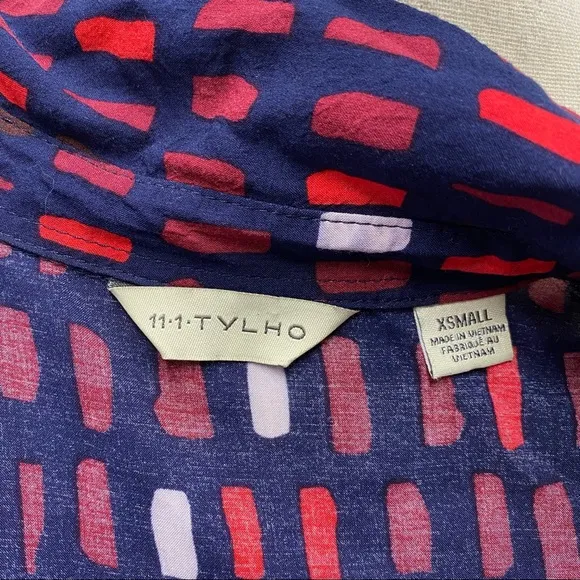 11·1·TYLHO
XSMALL
MADE IN VIETNAM
FABRIQUÉ AU
VIETNAM